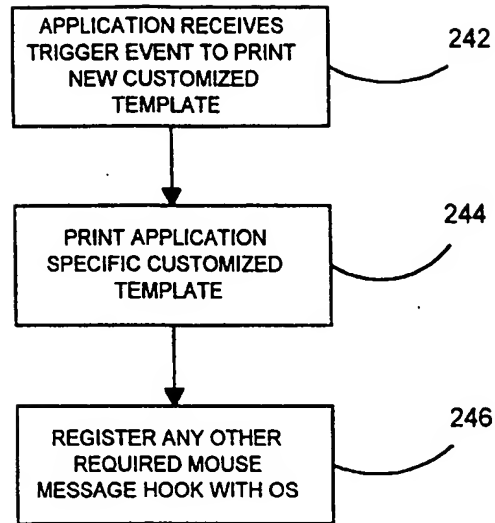 APPLICATION RECEIVES
TRIGGER EVENT TO PRINT
NEW CUSTOMIZED
TEMPLATE
242
PRINT APPLICATION
SPECIFIC CUSTOMIZED
TEMPLATE
244
REGISTER ANY OTHER
REQUIRED MOUSE
MESSAGE HOOK WITH OS
246